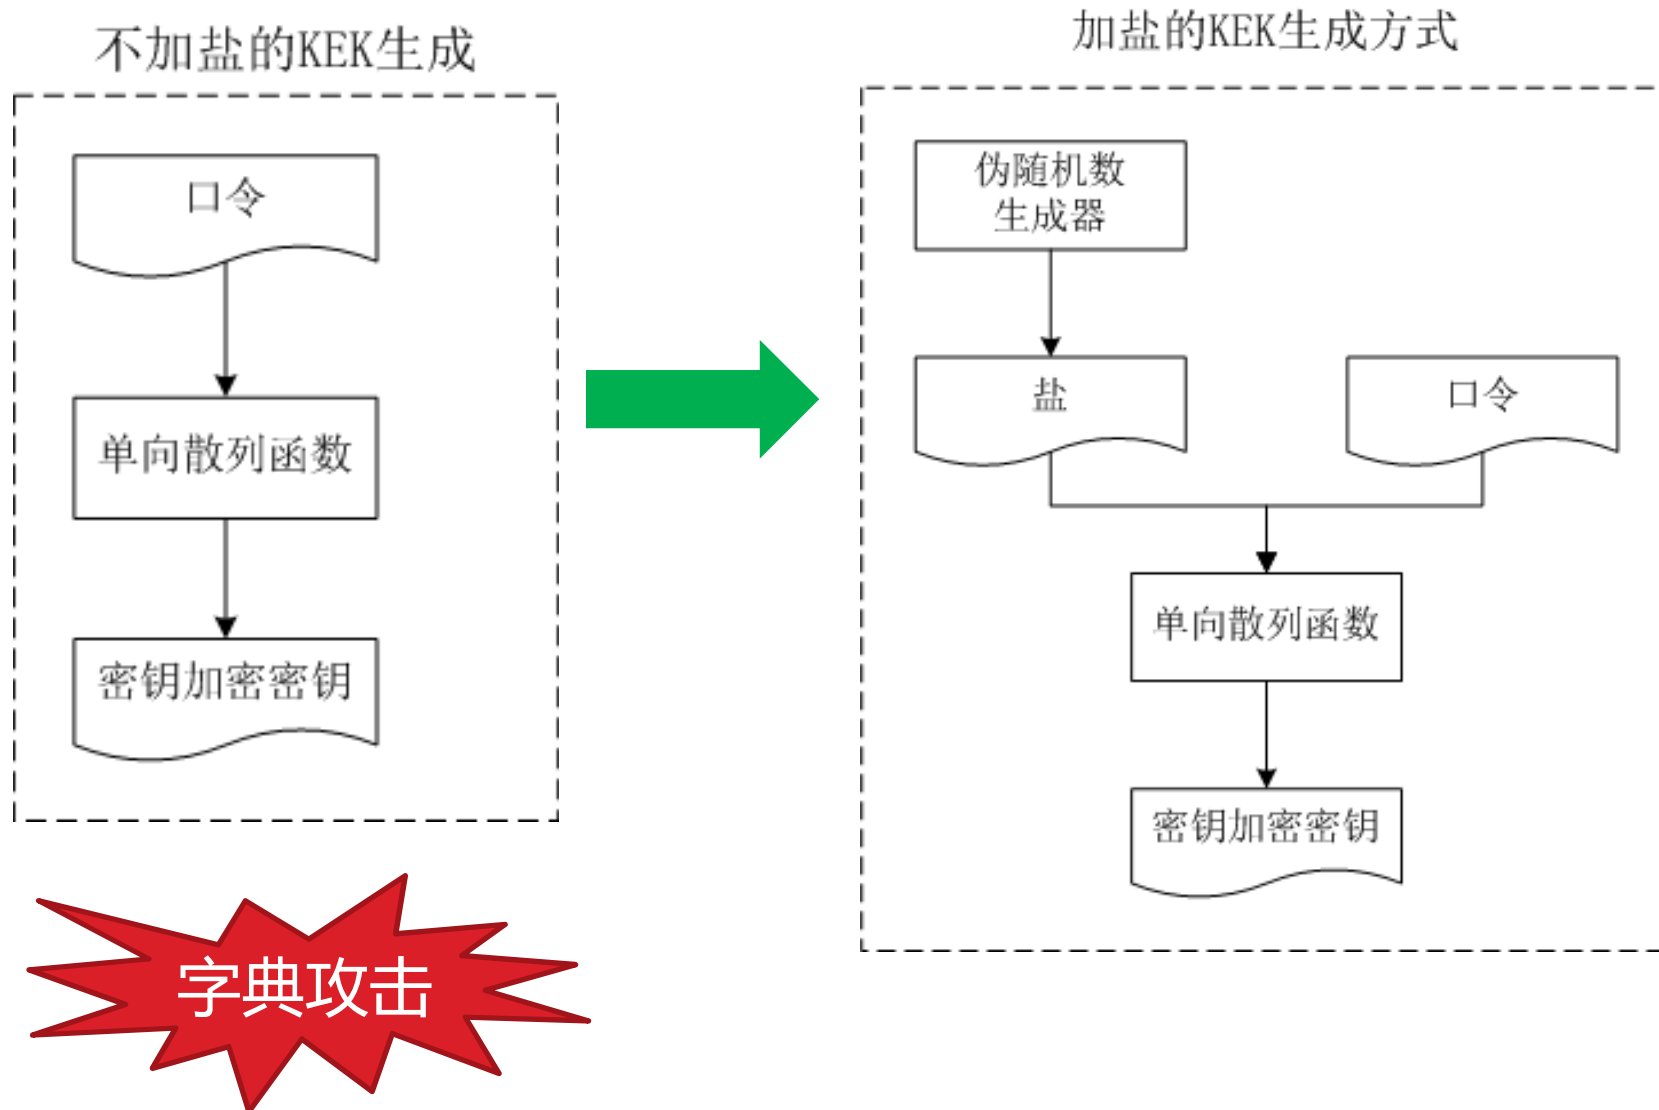 不加盐的KEK生成
口令
单向散列函数
密钥加密密钥
字典攻击
加盐的KEK生成方式
伪随机数
生成器
盐
口令
单向散列函数
密钥加密密钥